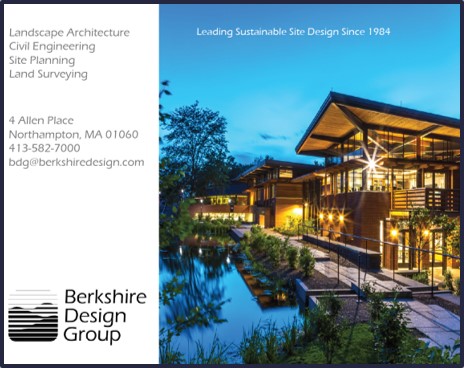 Landscape Architecture
Civil Engineering
Site Planning
Land Surveying
4 Allen Place
Northampton, MA 01060
413-582-7000
bdg@berkshiredesign.com
Leading Sustainable Site Design Since 1984
Berkshire
Design
Group